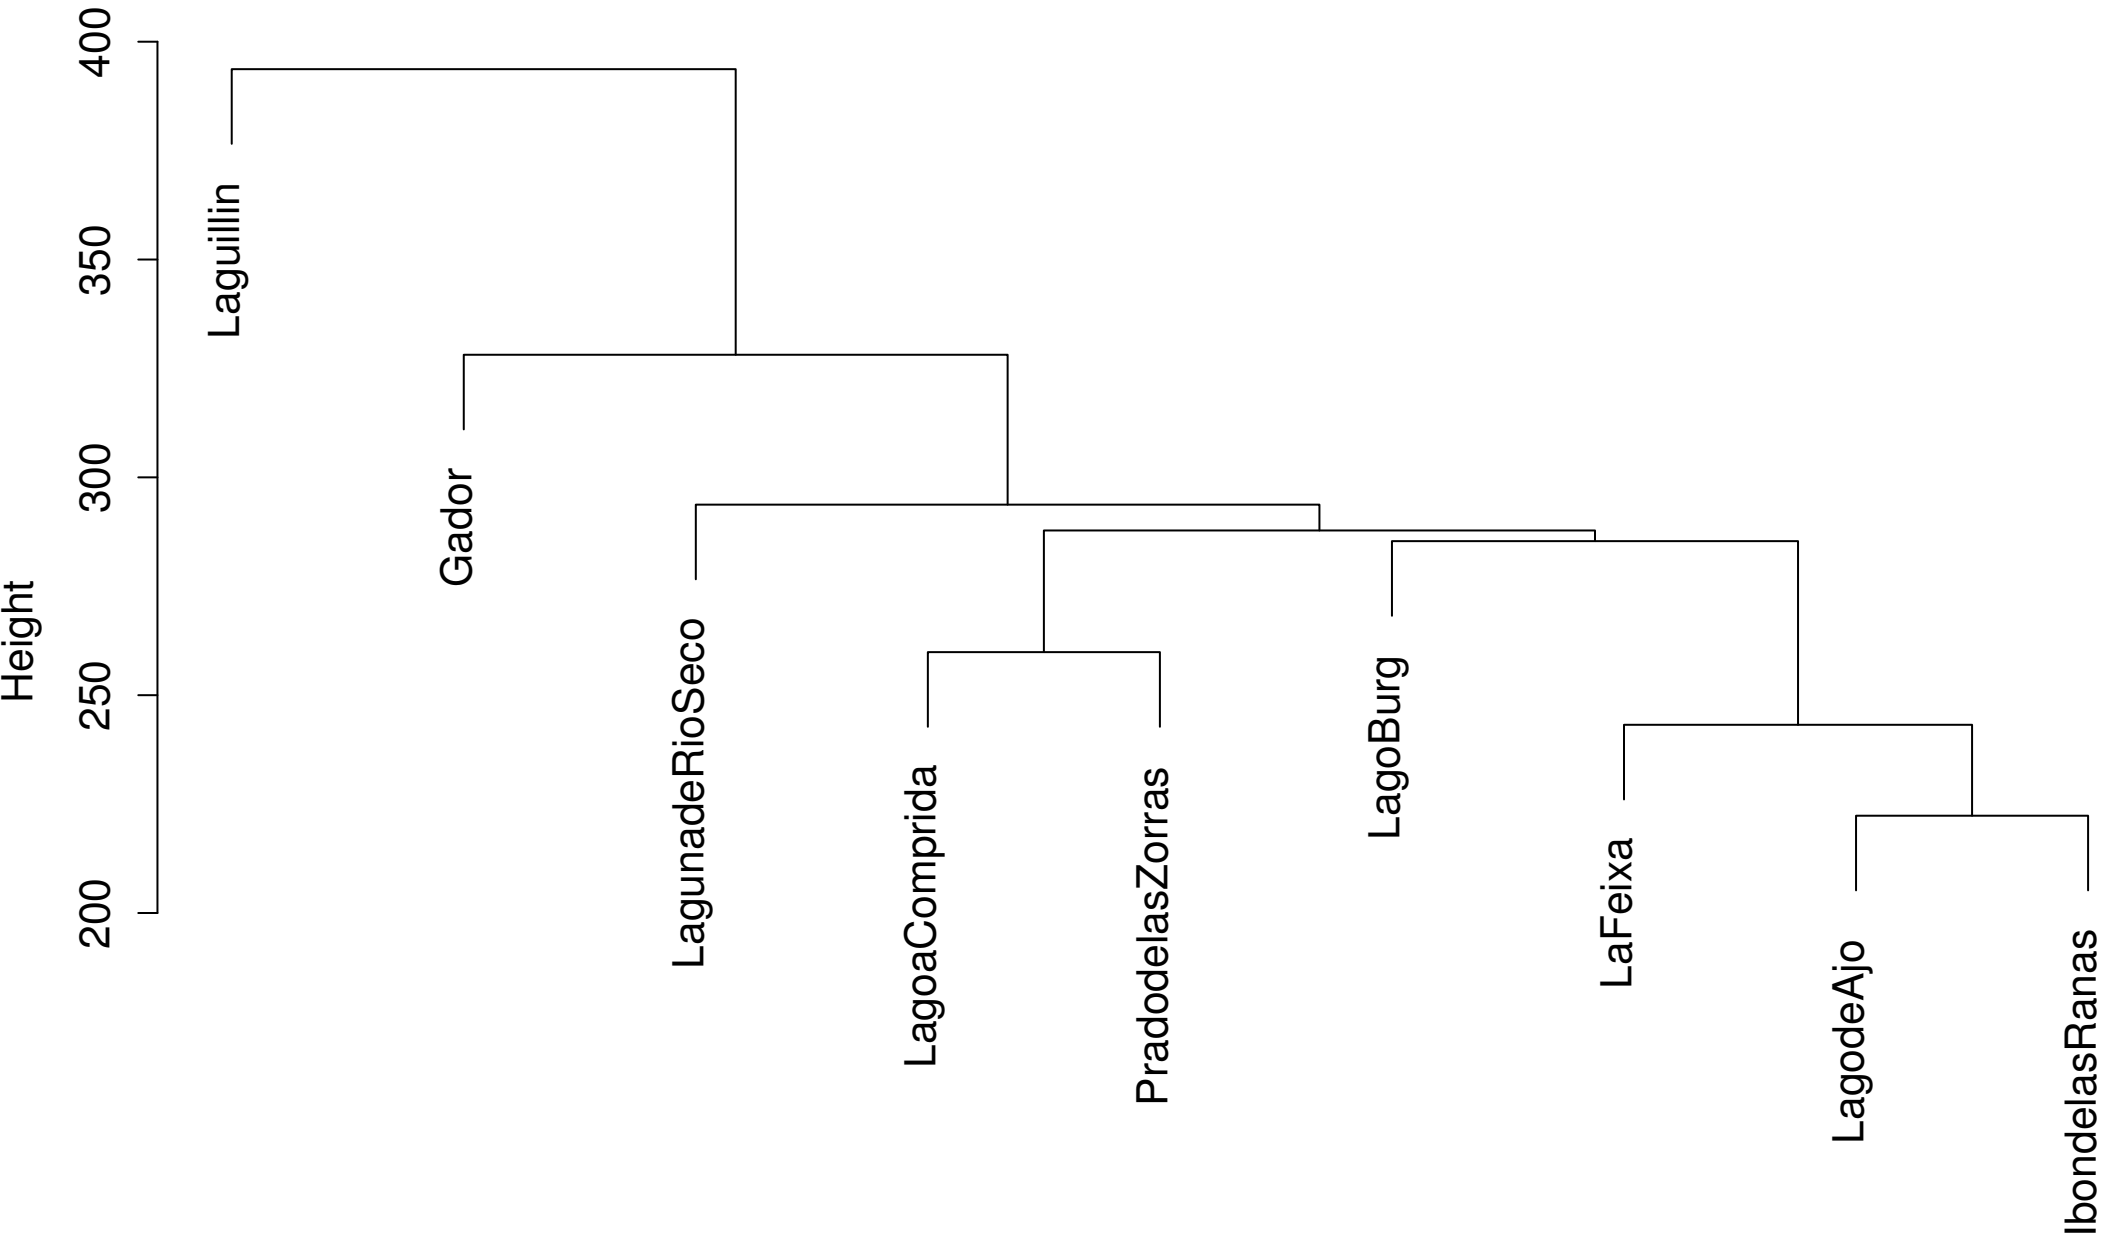 Height
400
350
300
250
200
Laguillin
Gador
LagunadeRioSeco
LagoaComprida
PradodelasZorras
LagoBurg
LaFeixa
LagodeAjo
IbondelasRanas